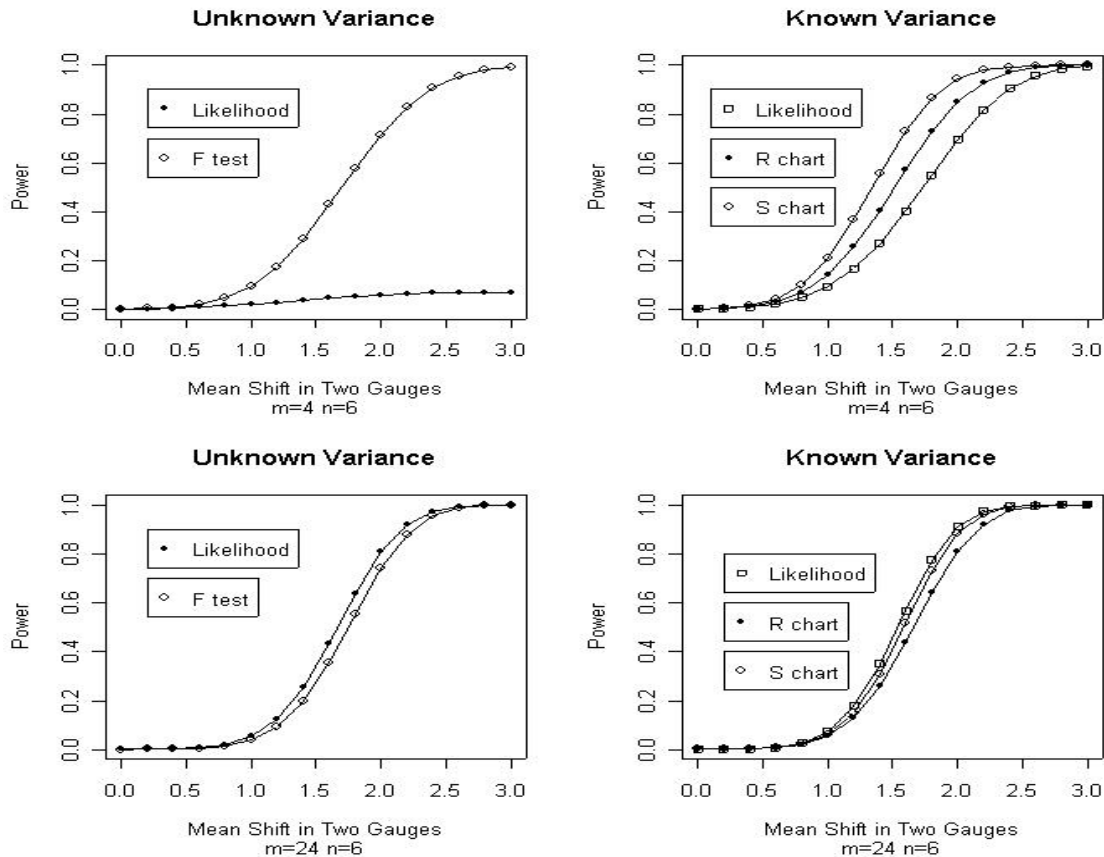 Unknown Variance
Power
0.0 0.2 0.4 0.6 0.8 1.0
Likelihood
F test
0.0 0.5 1.0 1.5 2.0 2.5 3.0
Mean Shift in Two Gauges
m=4 n=6
Known Variance
Power
0.0 0.2 0.4 0.6 0.8 1.0
Likelihood
R chart
S chart
0.0 0.5 1.0 1.5 2.0 2.5 3.0
Mean Shift in Two Gauges
m=4 n=6
Unknown Variance
Power
0.0 0.2 0.4 0.6 0.8 1.0
Likelihood
F test
0.0 0.5 1.0 1.5 2.0 2.5 3.0
Mean Shift in Two Gauges
m=24 n=6
Known Variance
Power
0.0 0.2 0.4 0.6 0.8 1.0
Likelihood
R chart
S chart
0.0 0.5 1.0 1.5 2.0 2.5 3.0
Mean Shift in Two Gauges
m=24 n=6